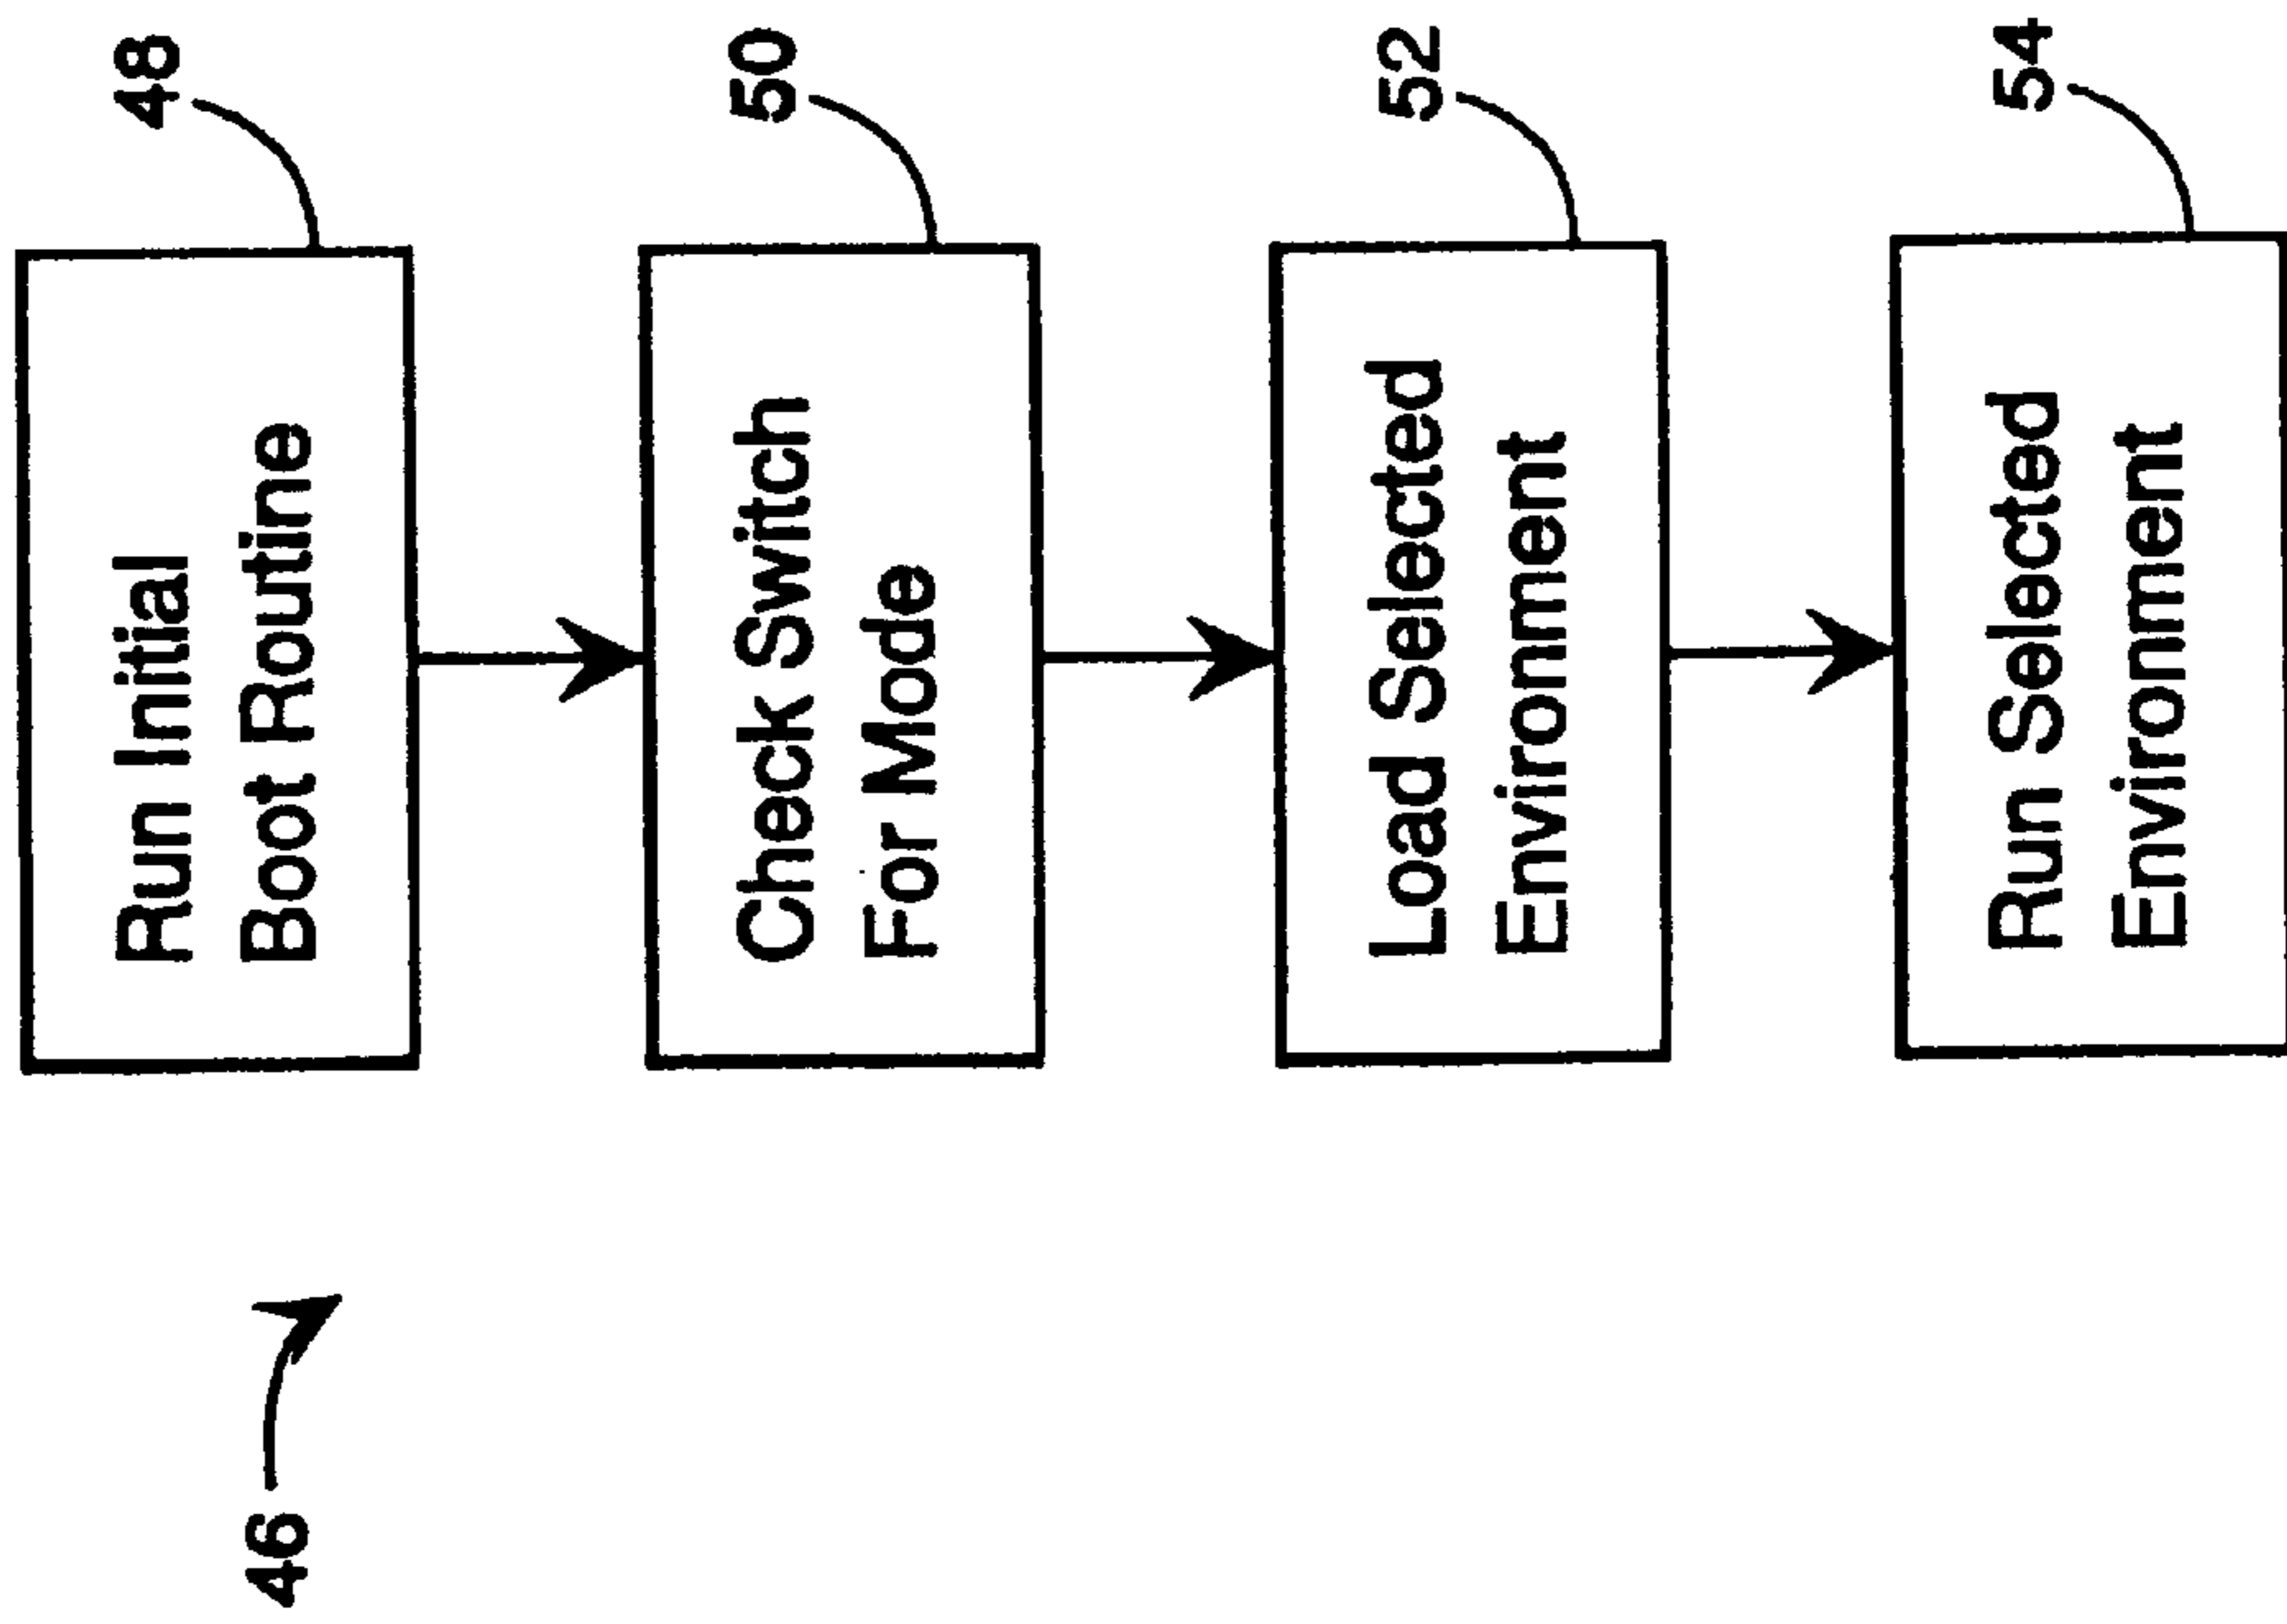 46
48
Run Initial
Boot Routine
50
Check Switch
For Mode
52
Load Selected
Environment
54
Run Selected
Environment